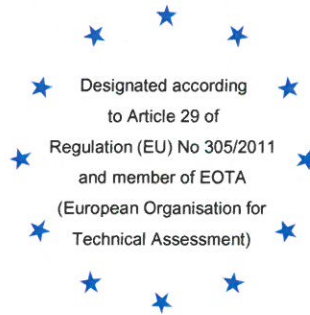 Designated according
to Article 29 of
Regulation (EU) No 305/2011
and member of EOTA
(European Organisation for
Technical Assessment)